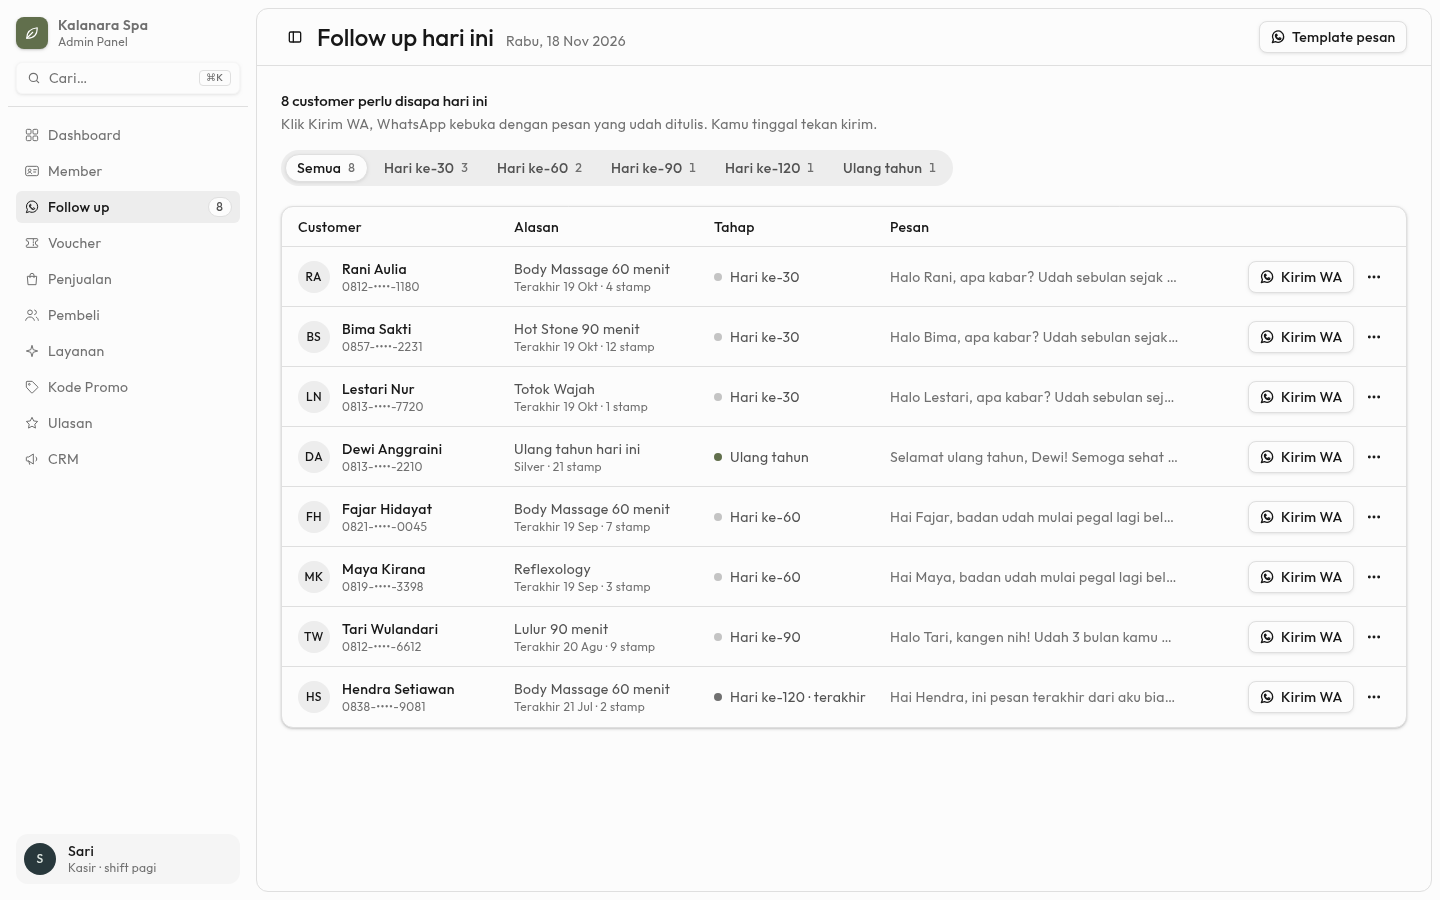 Kalanara Spa
Admin Panel
Cari...
⌘K
Dashboard
Member
Follow up 8
Voucher
Penjualan
Pembeli
Layanan
Kode Promo
Ulasan
CRM
S
Sari
Kasir · shift pagi
Follow up hari ini Rabu, 18 Nov 2026
Template pesan
8 customer perlu disapa hari ini
Klik Kirim WA, WhatsApp kebuka dengan pesan yang udah ditulis. Kamu tinggal tekan kirim.
Semua 8 Hari ke-30 3 Hari ke-60 2 Hari ke-90 1 Hari ke-120 1 Ulang tahun 1
Customer Alasan Tahap Pesan
RA Rani Aulia Body Massage 60 menit Hari ke-30 Halo Rani, apa kabar? Udah sebulan sejak ... Kirim WA
0812-••••-1180 Terakhir 19 Okt · 4 stamp
BS Bima Sakti Hot Stone 90 menit Hari ke-30 Halo Bima, apa kabar? Udah sebulan sejak... Kirim WA
0857-••••-2231 Terakhir 19 Okt · 12 stamp
LN Lestari Nur Totok Wajah Hari ke-30 Halo Lestari, apa kabar? Udah sebulan sej... Kirim WA
0813-••••-7720 Terakhir 19 Okt · 1 stamp
DA Dewi Anggraini Ulang tahun hari ini Ulang tahun Selamat ulang tahun, Dewi! Semoga sehat ... Kirim WA
0813-••••-2210 Silver · 21 stamp
FH Fajar Hidayat Body Massage 60 menit Hari ke-60 Hai Fajar, badan udah mulai pegal lagi bel... Kirim WA
0821-••••-0045 Terakhir 19 Sep · 7 stamp
MK Maya Kirana Reflexology Hari ke-60 Hai Maya, badan udah mulai pegal lagi bel... Kirim WA
0819-••••-3398 Terakhir 19 Sep · 3 stamp
TW Tari Wulandari Lulur 90 menit Hari ke-90 Halo Tari, kangen nih! Udah 3 bulan kamu ... Kirim WA
0812-••••-6612 Terakhir 20 Agu · 9 stamp
HS Hendra Setiawan Body Massage 60 menit Hari ke-120 · terakhir Hai Hendra, ini pesan terakhir dari aku bia... Kirim WA
0838-••••-9081 Terakhir 21 Jul · 2 stamp